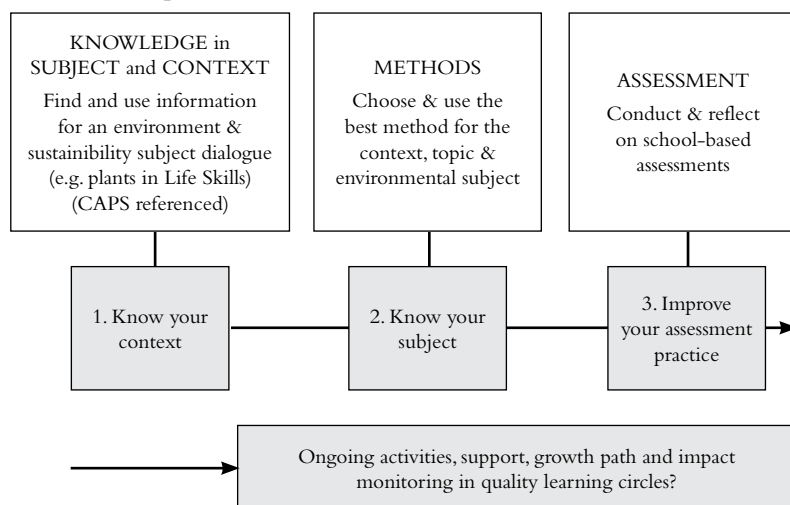 KNOWLEDGE in
SUBJECT and CONTEXT
Find and use information
for an environment &
sustainibility subject dialogue
(e.g. plants in Life Skills)
(CAPS referenced)
METHODS
Choose & use the
best method for the
context, topic &
environmental subject
ASSESSMENT
Conduct & reflect
on school-based
assessments
1. Know your
context
2. Know your
subject
3. Improve
your assessment
practice
Ongoing activities, support, growth path and impact
monitoring in quality learning circles?